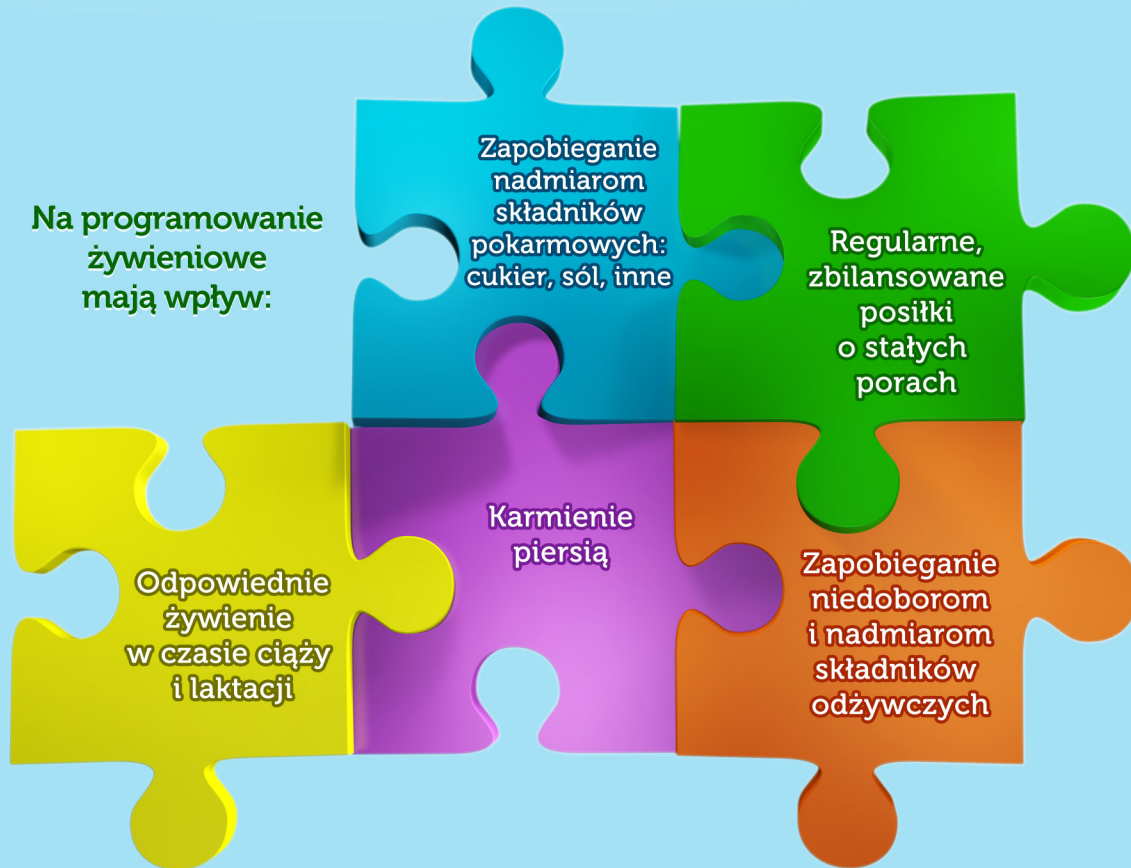 Na programowanie
żywieniowe
mają wpływ:
Zapobieganie
nadmiarom
składników
pokarmowych:
cukier, sól, inne
Regularne,
zbilansowane
posiłki
o stałych
porach
Odpowiednie
żywienie
w czasie ciąży
i laktacji
Karmienie
piersią
Zapobieganie
niedoborom
i nadmiarom
składników
odżywczych